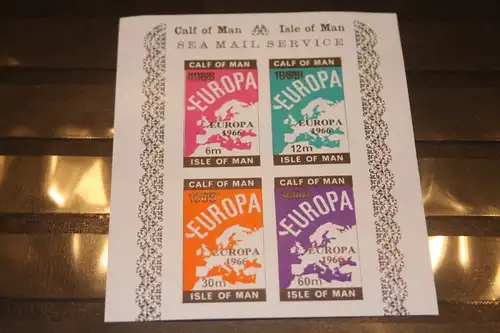 Calf of Man Isle of Man
SEA MAIL SERVICE
CALF OF MAN
EUROPA
EUROPA
1966
6m
ISLE OF MAN
CALF OF MAN
EUROPA
EUROPA
1966
12m
ISLE OF MAN
CALF OF MAN
EUROPA
EUROPA
1966
30m
ISLE OF MAN
CALF OF MAN
EUROPA
EUROPA
1966
60m
ISLE OF MAN